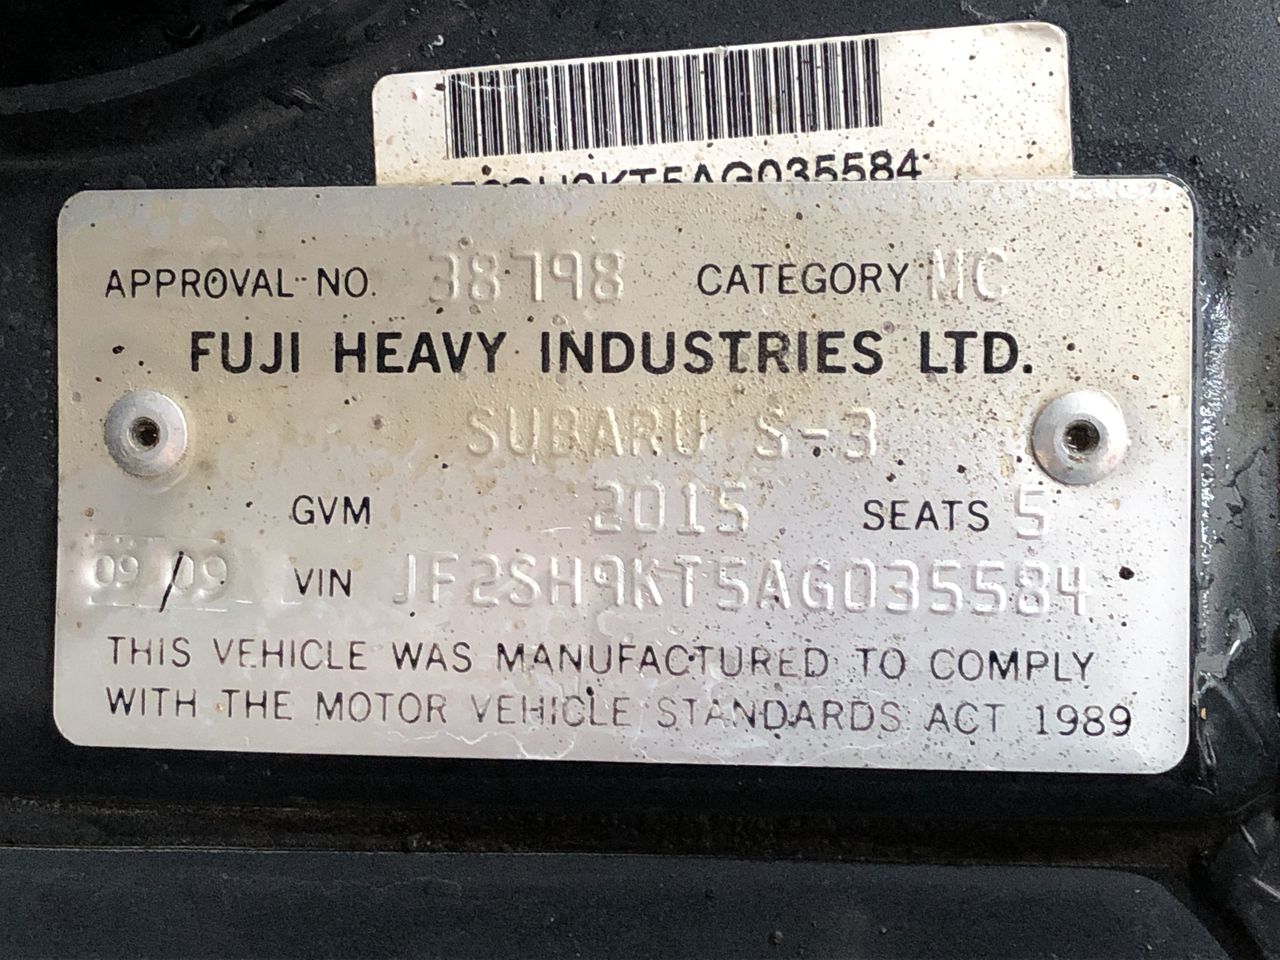 APPROVAL NO. 38798 CATEGORY MC
FUJI HEAVY INDUSTRIES LTD.
SUBARU S-3
GVM 2015 SEATS 5
09/09 VIN JF2SH9KT5AG035584
THIS VEHICLE WAS MANUFACTURED TO COMPLY
WITH THE MOTOR VEHICLE STANDARDS ACT 1989